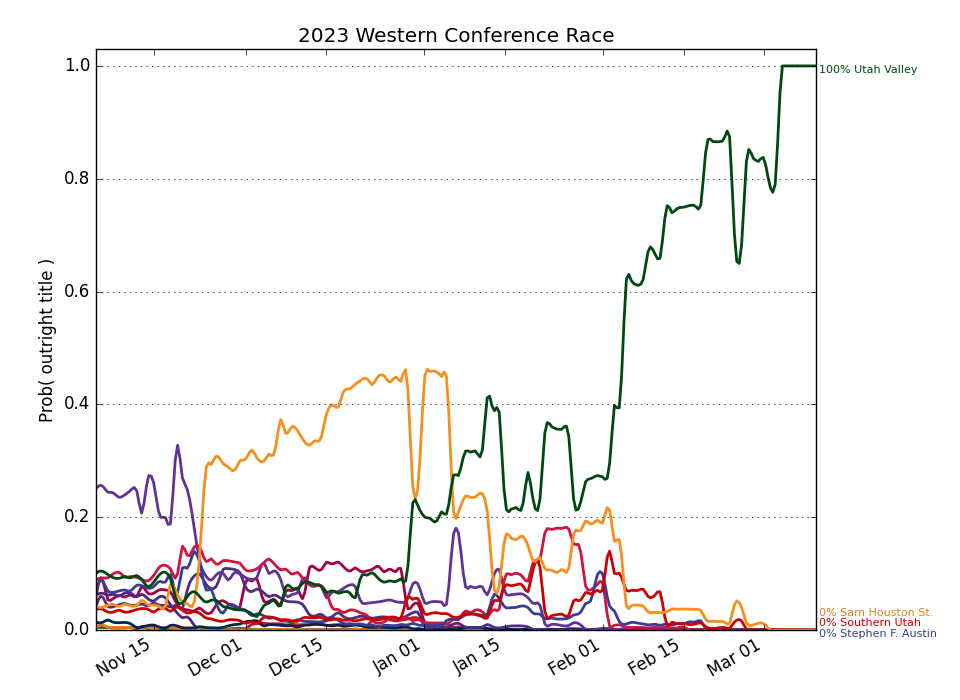 2023 Western Conference Race
Prob( outright title )
1.0
0.8
0.6
0.4
0.2
0.0
Nov 15
Dec 01
Dec 15
Jan 01
Jan 15
Feb 01
Feb 15
Mar 01
100% Utah Valley
0% Sam Houston St.
0% Southern Utah
0% Stephen F. Austin